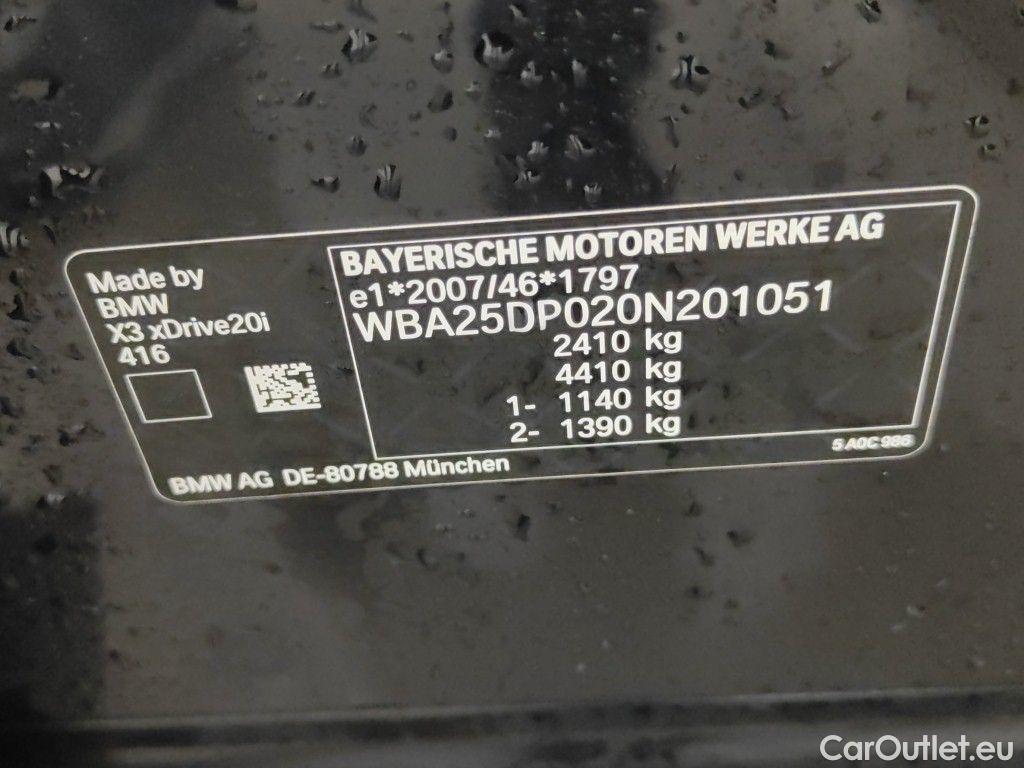 Made by
BMW
X3 xDrive20i
416
BAYERISCHE MOTOREN WERKE AG
e1*2007/46*1797
WBA25DP020N201051
2410 kg
4410 kg
1- 1140 kg
2- 1390 kg
5 A0C 986
BMW AG DE-80788 München
CarOutlet.eu